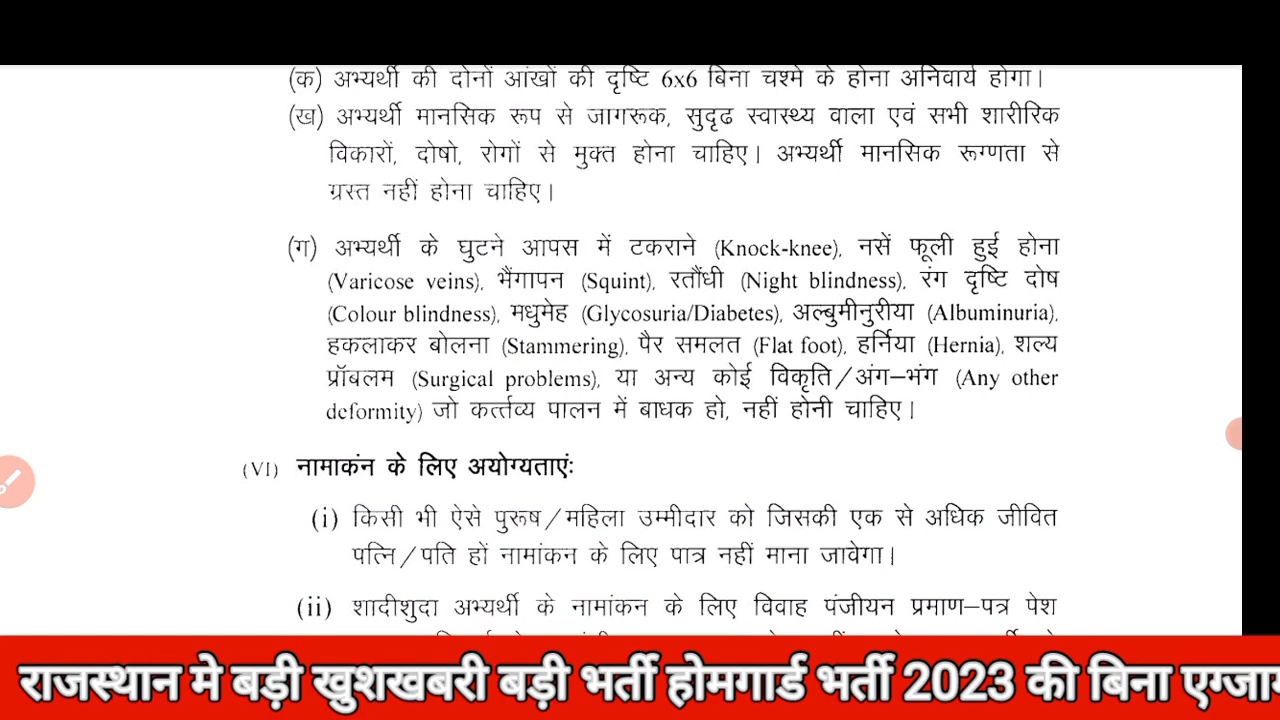 (क) अभ्यर्थी की दोनों आंखों की दृष्टि 6x6 बिना चश्मे के होना अनिवार्य होगा।
(ख) अभ्यर्थी मानसिक रूप से जागरूक, सुदृढ स्वास्थ्य वाला एवं सभी शारीरिक
विकारों, दोषो, रोगों से मुक्त होना चाहिए। अभ्यर्थी मानसिक रूग्णता से
ग्रस्त नहीं होना चाहिए।
(ग) अभ्यर्थी के घुटने आपस में टकराने (Knock-knee), नसें फूली हुई होना
(Varicose veins), भैंगापन (Squint), रतौंधी (Night blindness), रंग दृष्टि दोष
(Colour blindness), मधुमेह (Glycosuria/Diabetes), अल्बुमीनुरीया (Albuminuria),
हकलाकर बोलना (Stammering), पैर समलत (Flat foot), हर्निया (Hernia), शल्य
प्रॉबलम (Surgical problems), या अन्य कोई विकृति/अंग–भंग (Any other
deformity) जो कर्त्तव्य पालन में बाधक हो, नहीं होनी चाहिए।
(VI) नामाकंन के लिए अयोग्यताएंः
(i) किसी भी ऐसे पुरूष/महिला उम्मीदार को जिसकी एक से अधिक जीवित
पत्नि/पति हों नामांकन के लिए पात्र नहीं माना जावेगा।
(ii) शादीशुदा अभ्यर्थी के नामांकन के लिए विवाह पंजीयन प्रमाण–पत्र पेश
राजस्थान मे बड़ी खुशखबरी बड़ी भर्ती होमगार्ड भर्ती 2023 की बिना